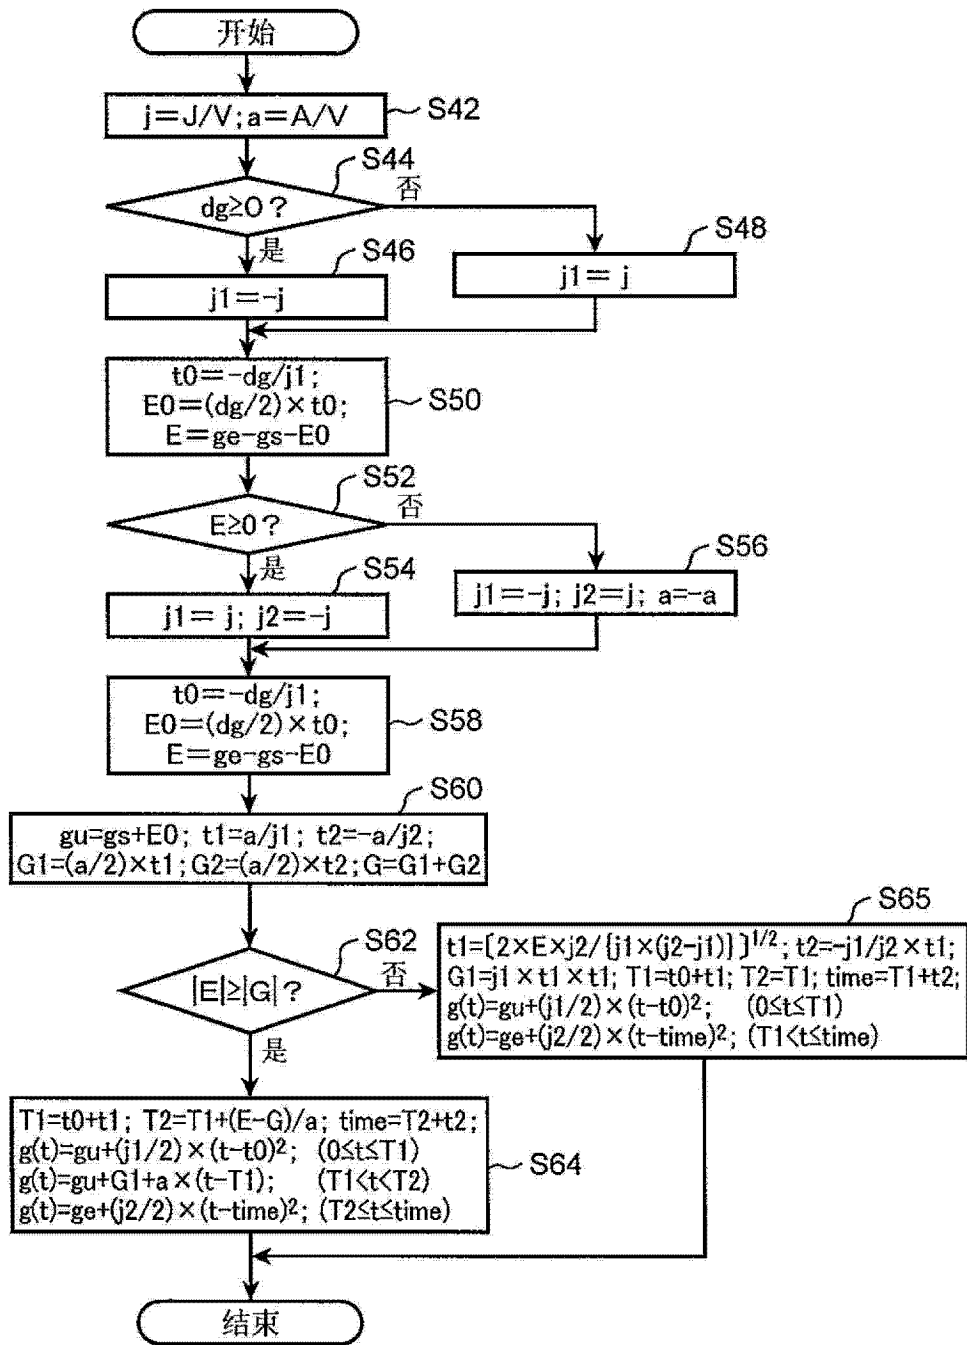 开始
j=J/V;a=A/V
S42
S44
dg≥0?
否
是
S46
j1=-j
S48
j1= j
t0=-dg/j1;
E0=(dg/2)×t0;
E=ge-gs-E0
S50
S52
E≥0?
否
是
S54
j1= j; j2=-j
S56
j1=-j; j2=j; a=-a
t0=-dg/j1;
E0=(dg/2)×t0;
E=ge-gs-E0
S58
S60
gu=gs+E0; t1=a/j1; t2=-a/j2;
G1=(a/2)×t1;G2=(a/2)×t2;G=G1+G2
S62
|E|≥|G|?
否
是
S65
t1=[2×E×j2/{j1×(j2-j1)}]1/2; t2=-j1/j2×t1;
G1=j1×t1×t1; T1=t0+t1; T2=T1; time=T1+t2;
g(t)=gu+(j1/2)×(t-t0)²; (0≤t≤T1)
g(t)=ge+(j2/2)×(t-time)²; (T1<t≤time)
T1=t0+t1; T2=T1+(E-G)/a; time=T2+t2;
g(t)=gu+(j1/2)×(t-t0)²; (0≤t≤T1)
g(t)=gu+G1+a×(t-T1); (T1<t<T2)
g(t)=ge+(j2/2)×(t-time)²; (T2≤t≤time)
S64
结束